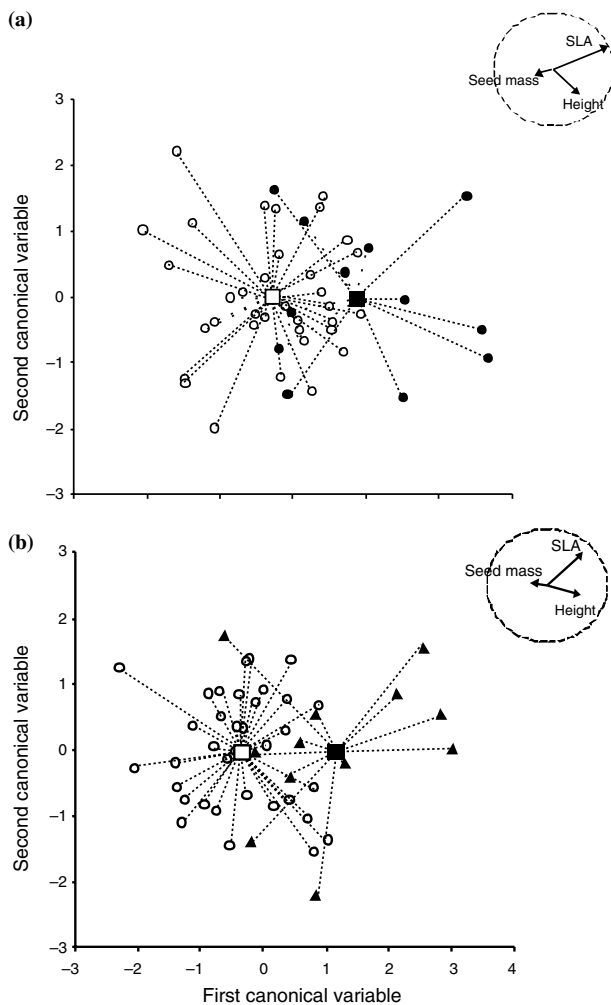 (a)
SLA
Seed mass
Height
3
2
1
0
−1
−2
−3
Second canonical variable
(b)
SLA
Seed mass
Height
3
2
1
0
−1
−2
−3
Second canonical variable
−3 −2 −1 0 1 2 3 4
First canonical variable